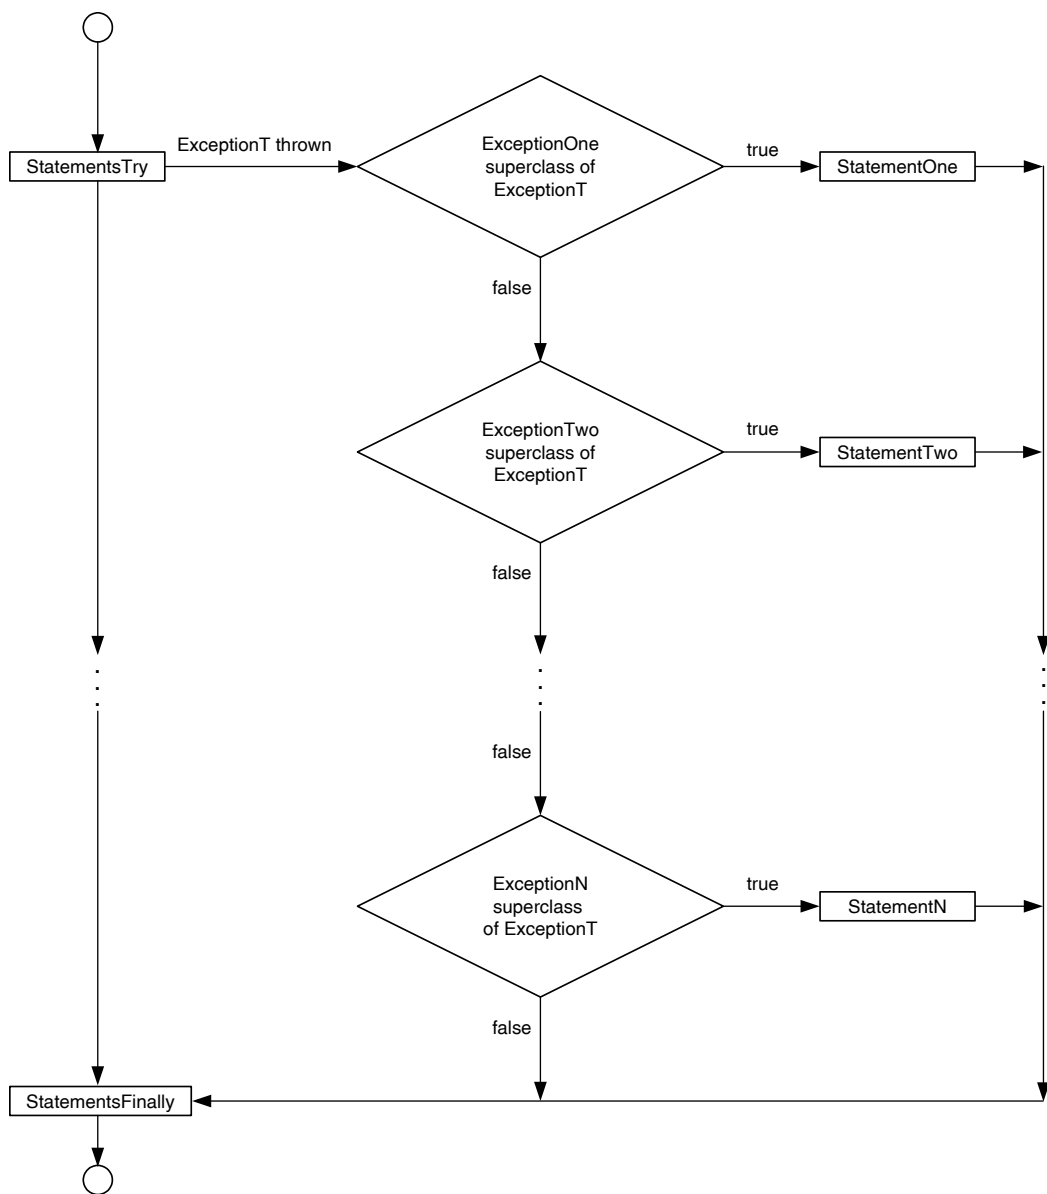 StatementsTry
ExceptionT thrown
ExceptionOne
superclass of
ExceptionT
true
StatementOne
false
ExceptionTwo
superclass of
ExceptionT
true
StatementTwo
false
false
ExceptionN
superclass
of ExceptionT
true
StatementN
false
StatementsFinally